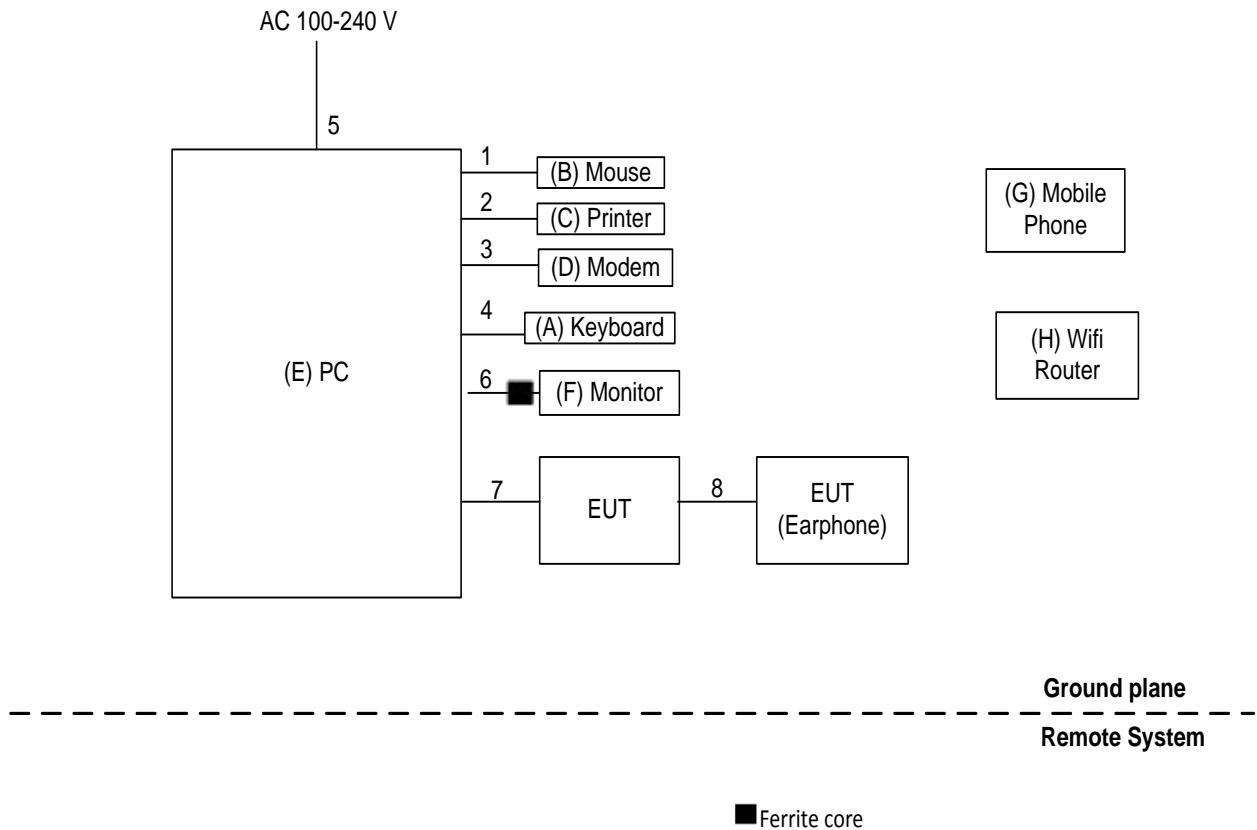 AC 100-240 V
5
1
(B) Mouse
2
(C) Printer
3
(D) Modem
4
(A) Keyboard
(E) PC
6
(F) Monitor
7
EUT
8
EUT
(Earphone)
(G) Mobile
Phone
(H) Wifi
Router
Ground plane
Remote System
Ferrite core